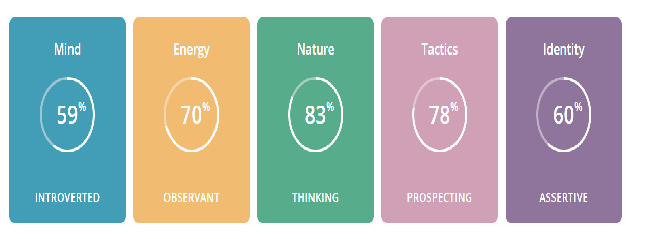 Mind
59%
INTROVERTED
Energy
70%
OBSERVANT
Nature
83%
THINKING
Tactics
78%
PROSPECTING
Identity
60%
ASSERTIVE